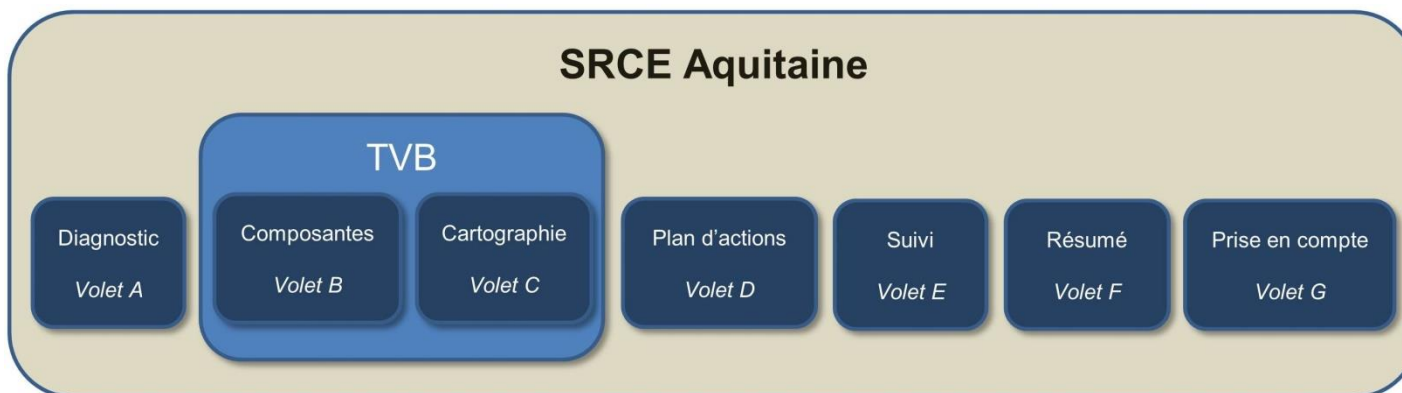 SRCE Aquitaine
TVB
Diagnostic
Volet A
Composantes
Volet B
Cartographie
Volet C
Plan d'actions
Volet D
Suivi
Volet E
Résumé
Volet F
Prise en compte
Volet G